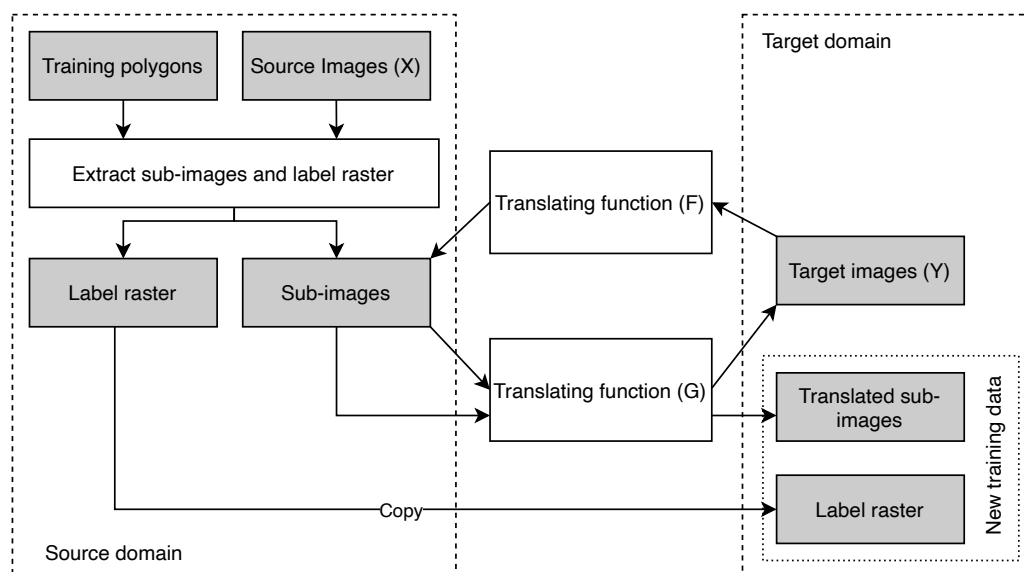 Training polygons
Source Images (X)
Target domain
Extract sub-images and label raster
Translating function (F)
Label raster
Sub-images
Target images (Y)
Translating function (G)
Translated sub-
images
New training data
Copy
Label raster
Source domain